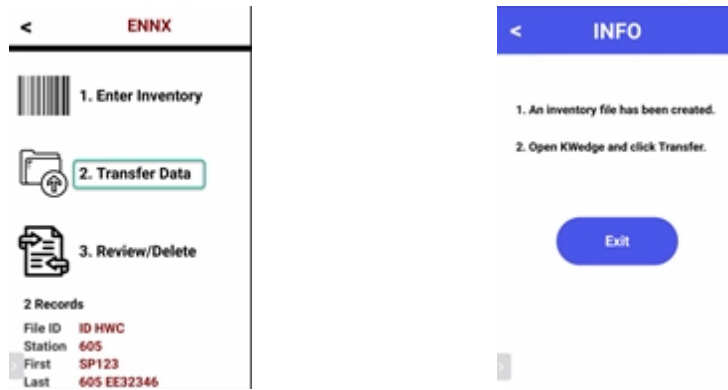 < ENNX
1. Enter Inventory
2. Transfer Data
3. Review/Delete
2 Records
File ID ID HWC
Station 605
First SP123
Last 605 EE32346
< INFO
1. An inventory file has been created.
2. Open KWedge and click Transfer.
Exit